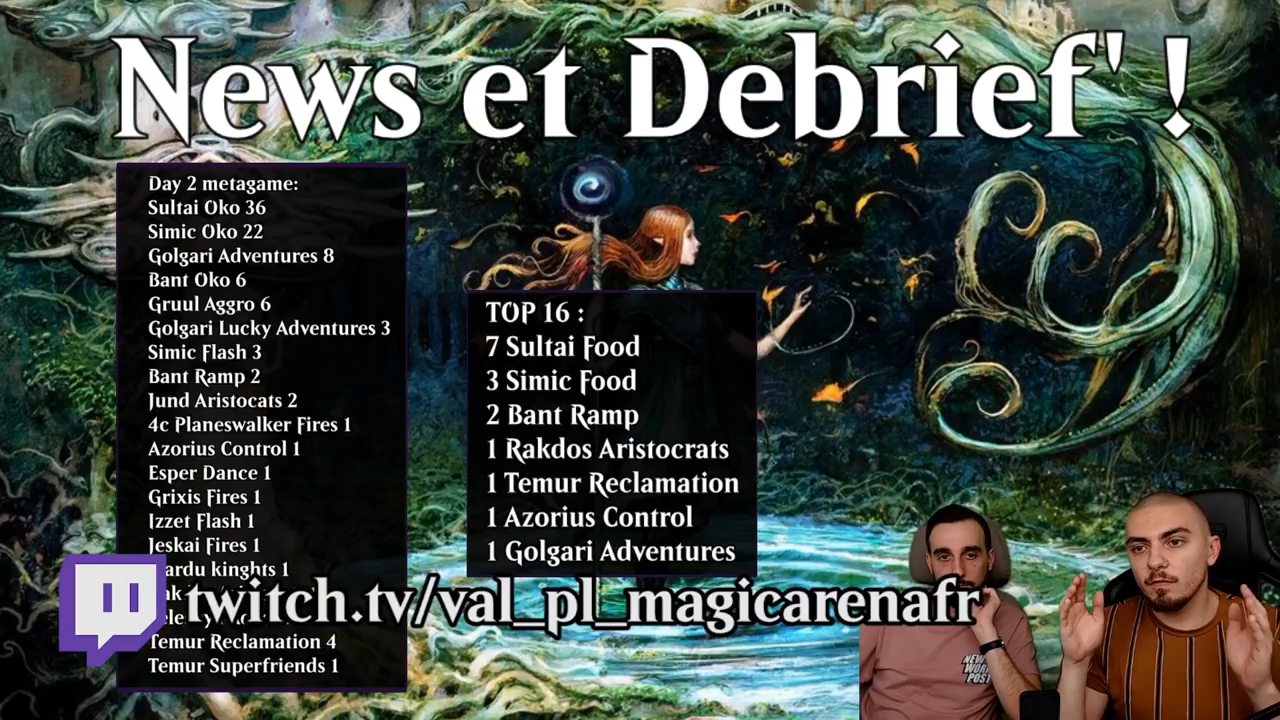 News et Debrief' !
Day 2 metagame:
Sultai Oko 36
Simic Oko 22
Golgari Adventures 8
Bant Oko 6
Gruul Aggro 6
Golgari Lucky Adventures 3
Simic Flash 3
Bant Ramp 2
Jund Aristocats 2
4c Planeswalker Fires 1
Azorius Control 1
Esper Dance 1
Grixis Fires 1
Izzet Flash 1
Jeskai Fires 1
kinghts 1
Temur Reclamation 4
Temur Superfriends 1
TOP 16 :
7 Sultai Food
3 Simic Food
2 Bant Ramp
1 Rakdos Aristocrats
1 Temur Reclamation
1 Azorius Control
1 Golgari Adventures
twitch.tv/val_pl_magicarenafr
NEW
WORK
POST